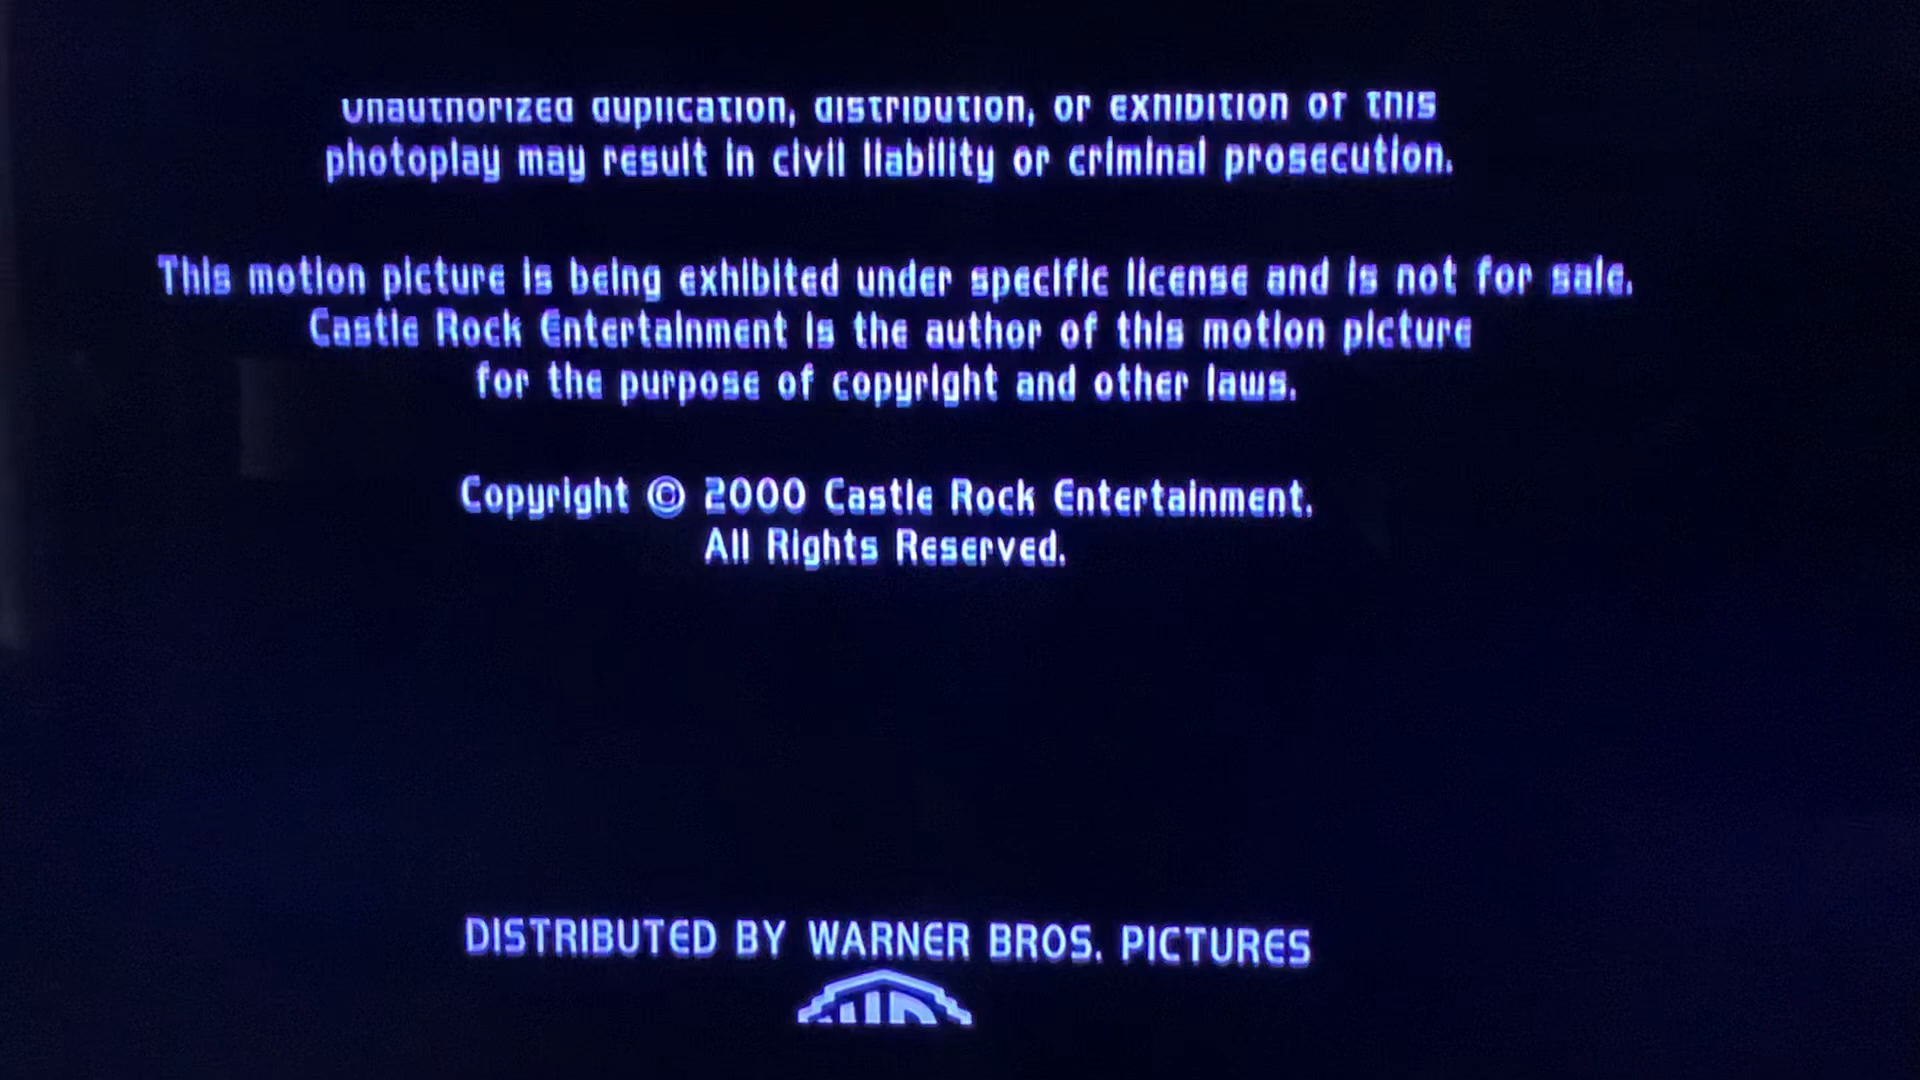 Unauthorized duplication, distribution, or exhibition of this
photoplay may result in civil liability or criminal prosecution.
This motion picture is being exhibited under specific license and is not for sale.
Castle Rock Entertainment is the author of this motion picture
for the purpose of copyright and other laws.
Copyright © 2000 Castle Rock Entertainment.
All Rights Reserved.
DISTRIBUTED BY WARNER BROS. PICTURES